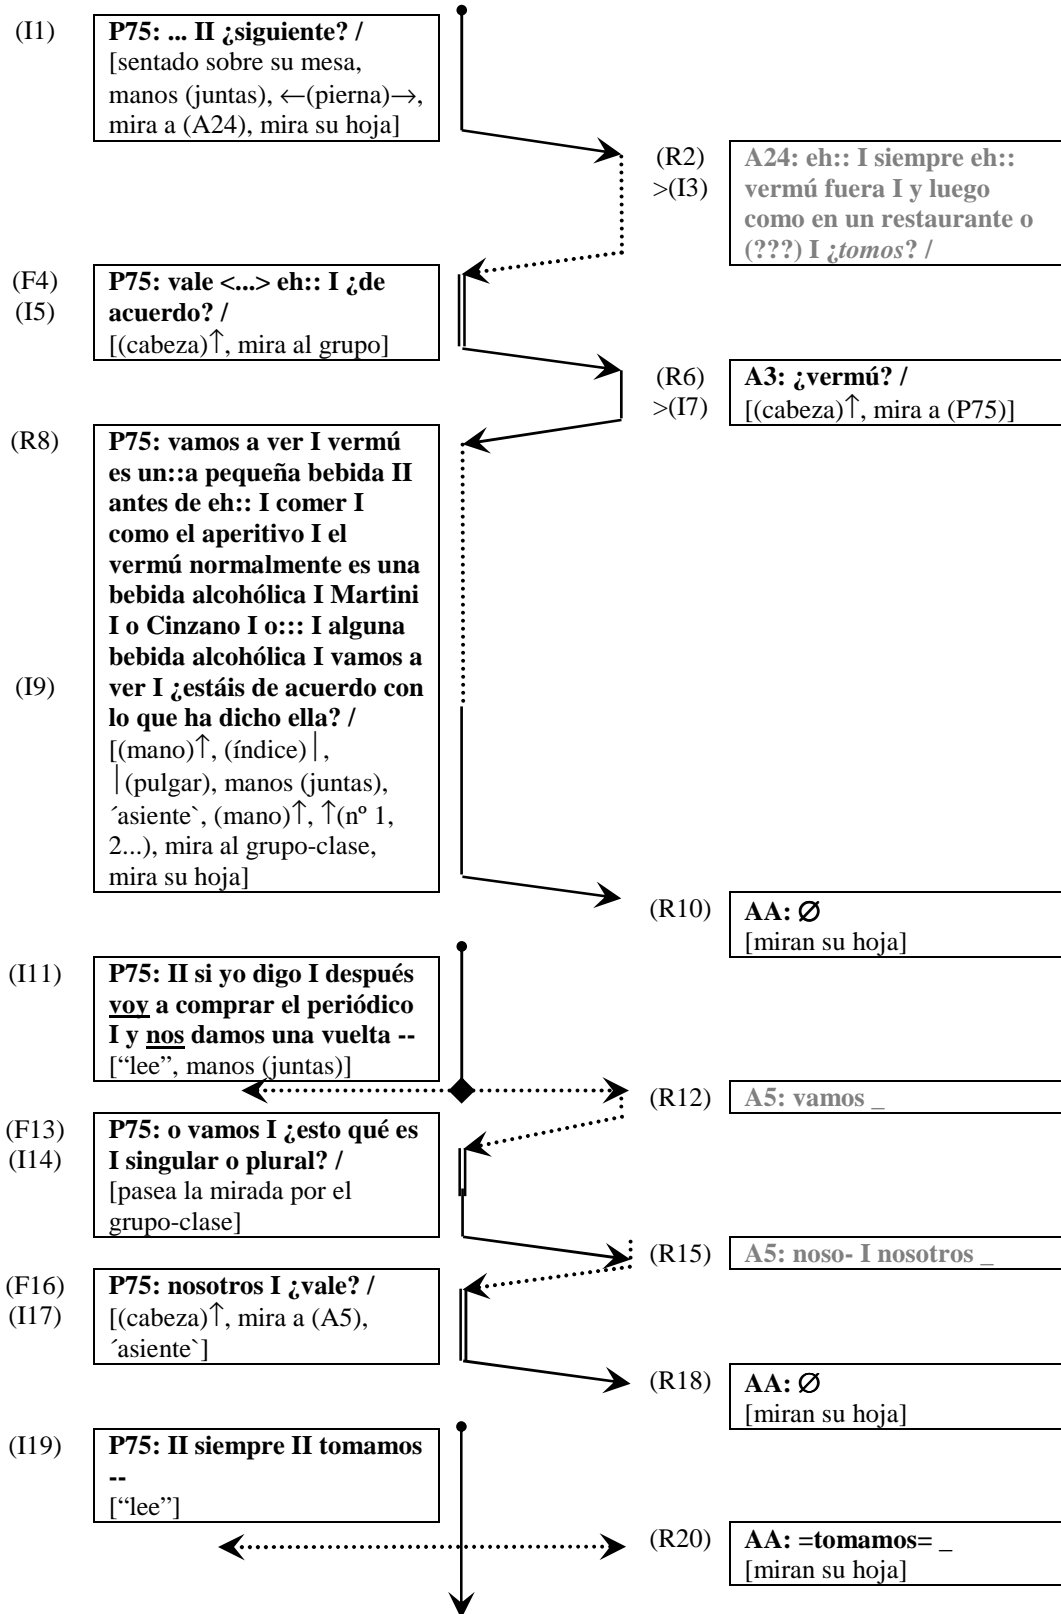 (I1)
P75: ... II ¿siguiente? /
[sentado sobre su mesa,
manos (juntas), ←(pierna)→,
mira a (A24), mira su hoja]
(R2)
>(I3)
A24: eh:: I siempre eh::
vermú fuera I y luego
como en un restaurante o
(???) I ¿tomos? /
(F4)
(I5)
P75: vale <...> eh:: I ¿de
acuerdo? /
[(cabeza)↑, mira al grupo]
(R6)
>(I7)
A3: ¿vermú? /
[(cabeza)↑, mira a (P75)]
(R8)
P75: vamos a ver I vermú
es un::a pequeña bebida II
antes de eh:: I comer I
como el aperitivo I el
vermú normalmente es una
bebida alcohólica I Martini
I o Cinzano I o::: I alguna
bebida alcohólica I vamos a
(I9)
ver I ¿estáis de acuerdo con
lo que ha dicho ella? /
[(mano)↑, (índice)│,
│(pulgar), manos (juntas),
´asiente`, (mano)↑, ↑(nº 1,
2...), mira al grupo-clase,
mira su hoja]
(R10)
AA: Ø
[miran su hoja]
(I11)
P75: II si yo digo I después
voy a comprar el periódico
I y nos damos una vuelta --
[“lee”, manos (juntas)]
(R12)
A5: vamos _
(F13)
(I14)
P75: o vamos I ¿esto qué es
I singular o plural? /
[pasea la mirada por el
grupo-clase]
(R15)
A5: noso- I nosotros _
(F16)
(I17)
P75: nosotros I ¿vale? /
[(cabeza)↑, mira a (A5),
´asiente`]
(R18)
AA: Ø
[miran su hoja]
(I19)
P75: II siempre II tomamos
--
[“lee”]
(R20)
AA: =tomamos= _
[miran su hoja]